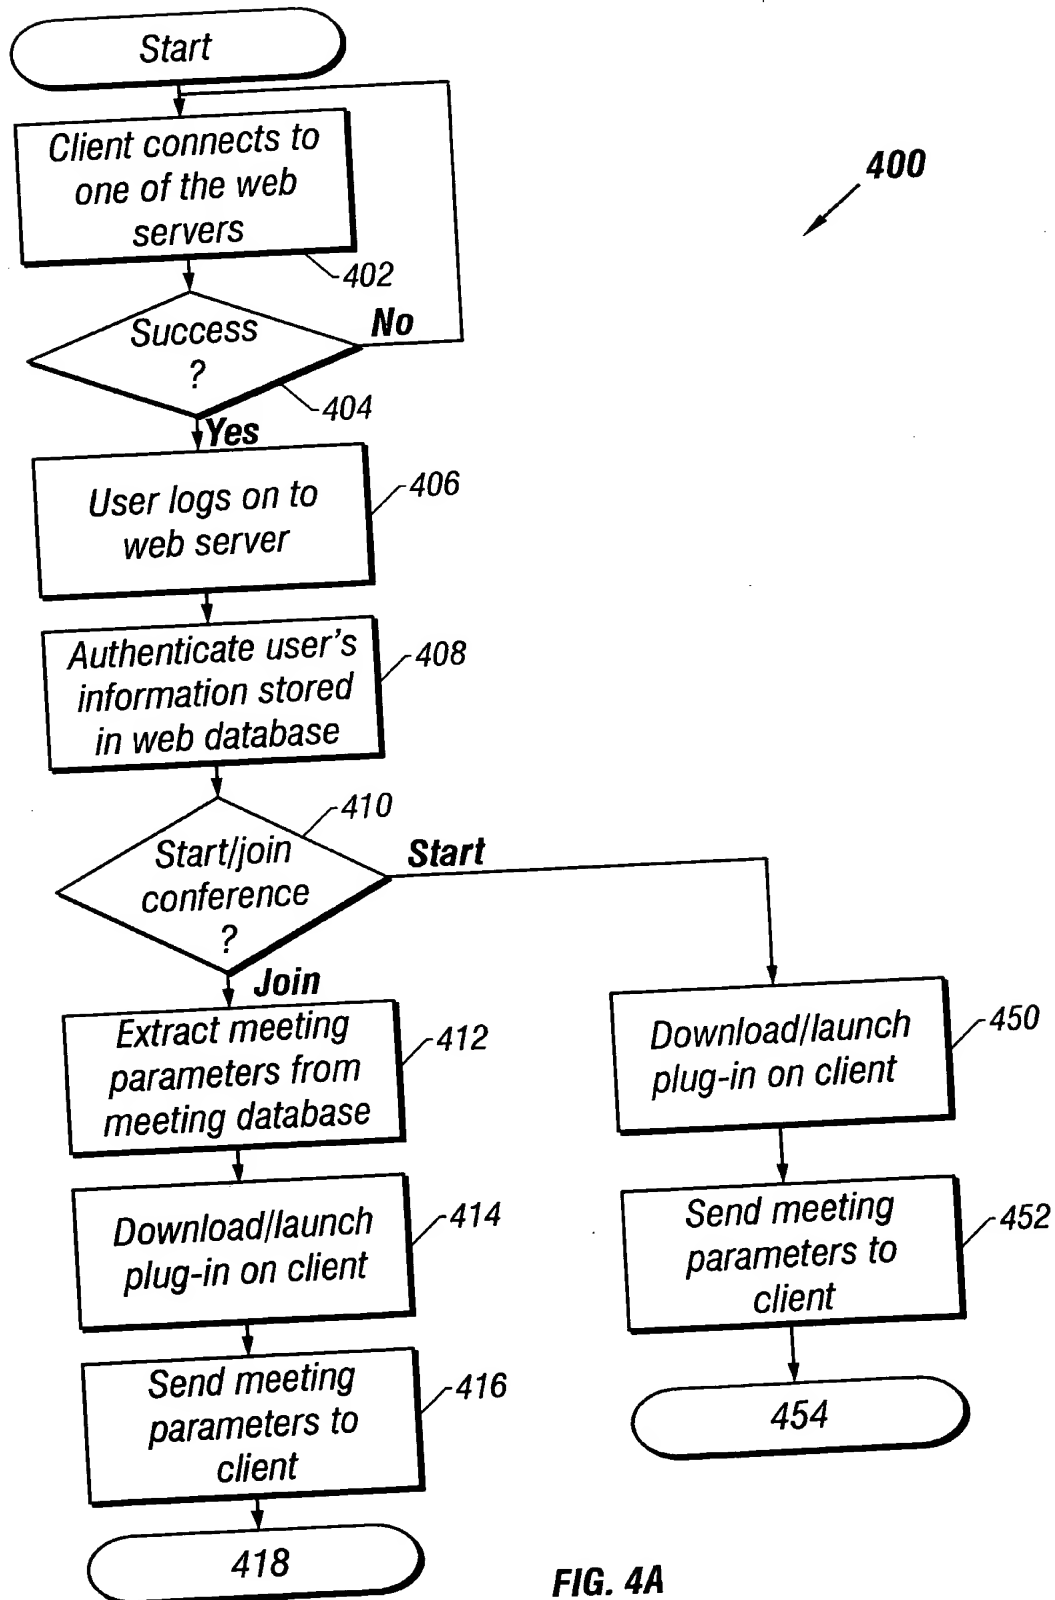 Start
Client connects to
one of the web
servers
402
400
Success
?
No
404
Yes
User logs on to
web server
406
Authenticate user's
information stored
in web database
408
Start/join
conference
?
410
Start
Join
Extract meeting
parameters from
meeting database
412
Download/launch
plug-in on client
414
Send meeting
parameters to
client
416
418
Download/launch
plug-in on client
450
Send meeting
parameters to
client
452
454
FIG. 4A